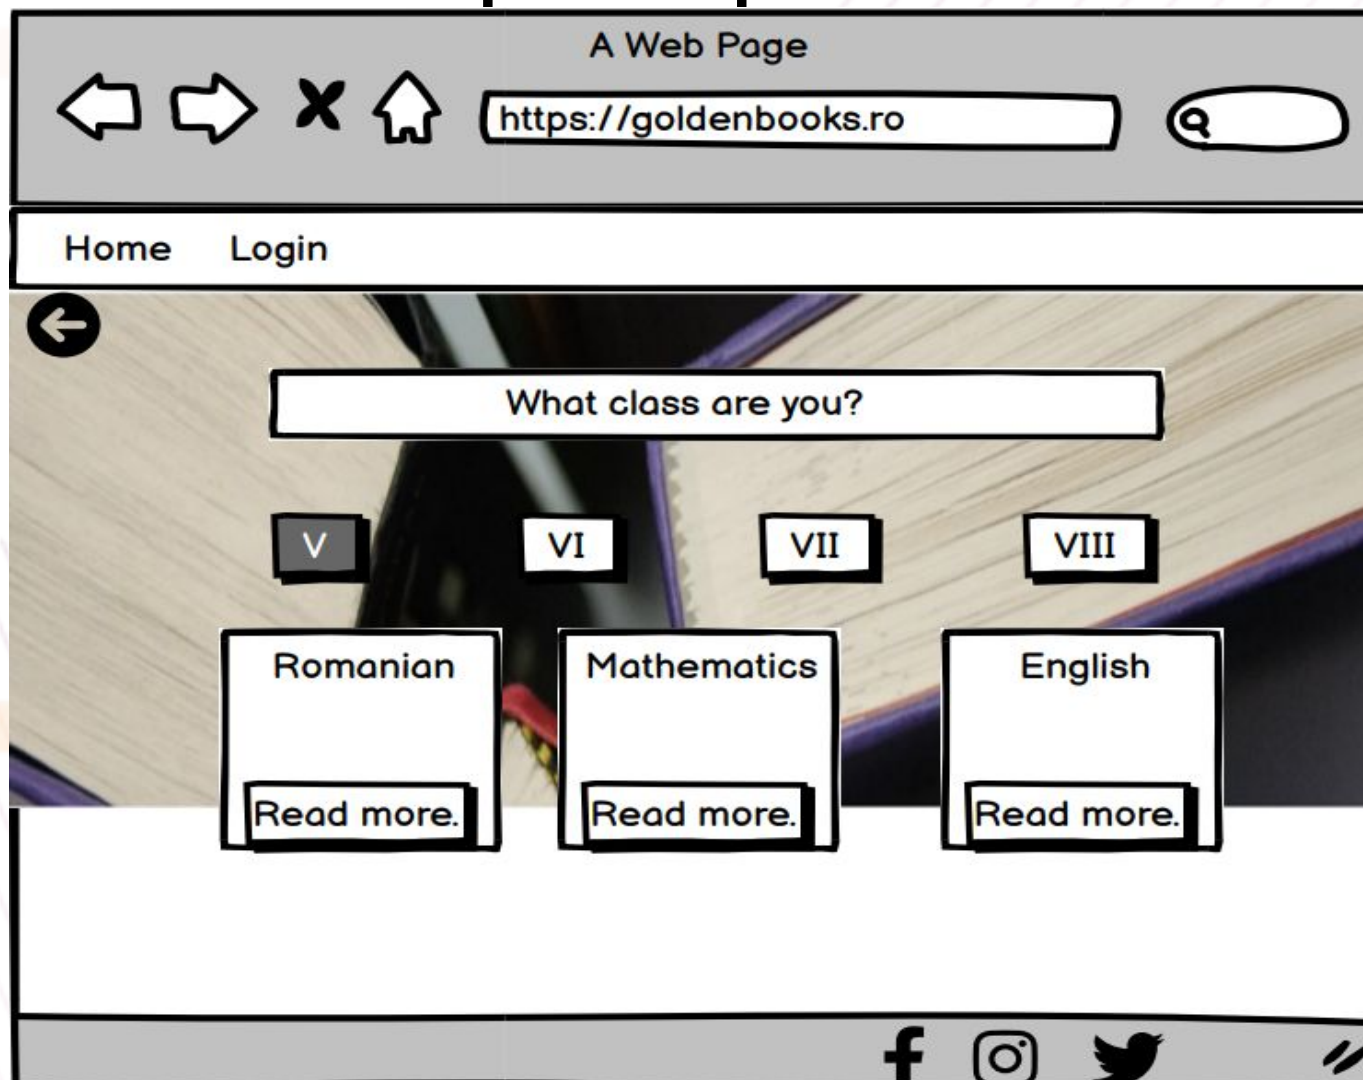 A Web Page
https://goldenbooks.ro
Home Login
What class are you?
V VI VII VIII
Romanian Mathematics English
Read more. Read more. Read more.